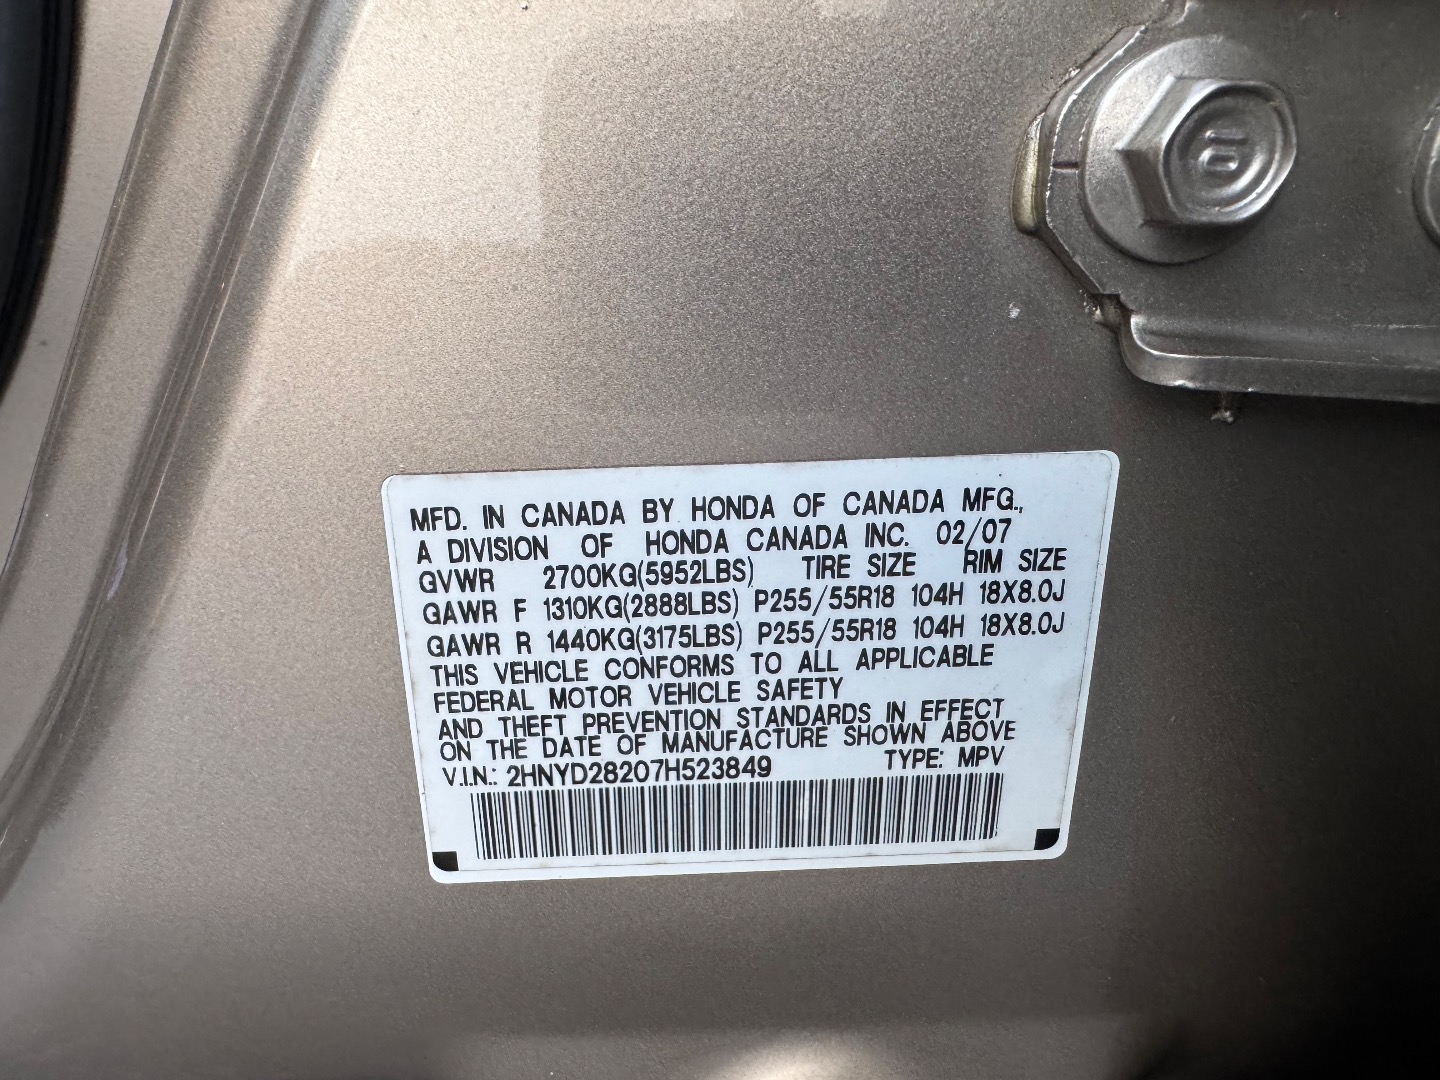 MFD. IN CANADA BY HONDA OF CANADA MFG.,
A DIVISION OF HONDA CANADA INC. 02/07
GVWR 2700KG(5952LBS) TIRE SIZE RIM SIZE
GAWR F 1310KG(2888LBS) P255/55R18 104H 18X8.0J
GAWR R 1440KG(3175LBS) P255/55R18 104H 18X8.0J
THIS VEHICLE CONFORMS TO ALL APPLICABLE
FEDERAL MOTOR VEHICLE SAFETY
AND THEFT PREVENTION STANDARDS IN EFFECT
ON THE DATE OF MANUFACTURE SHOWN ABOVE
V.I.N.: 2HNYD28207H523849 TYPE: MPV